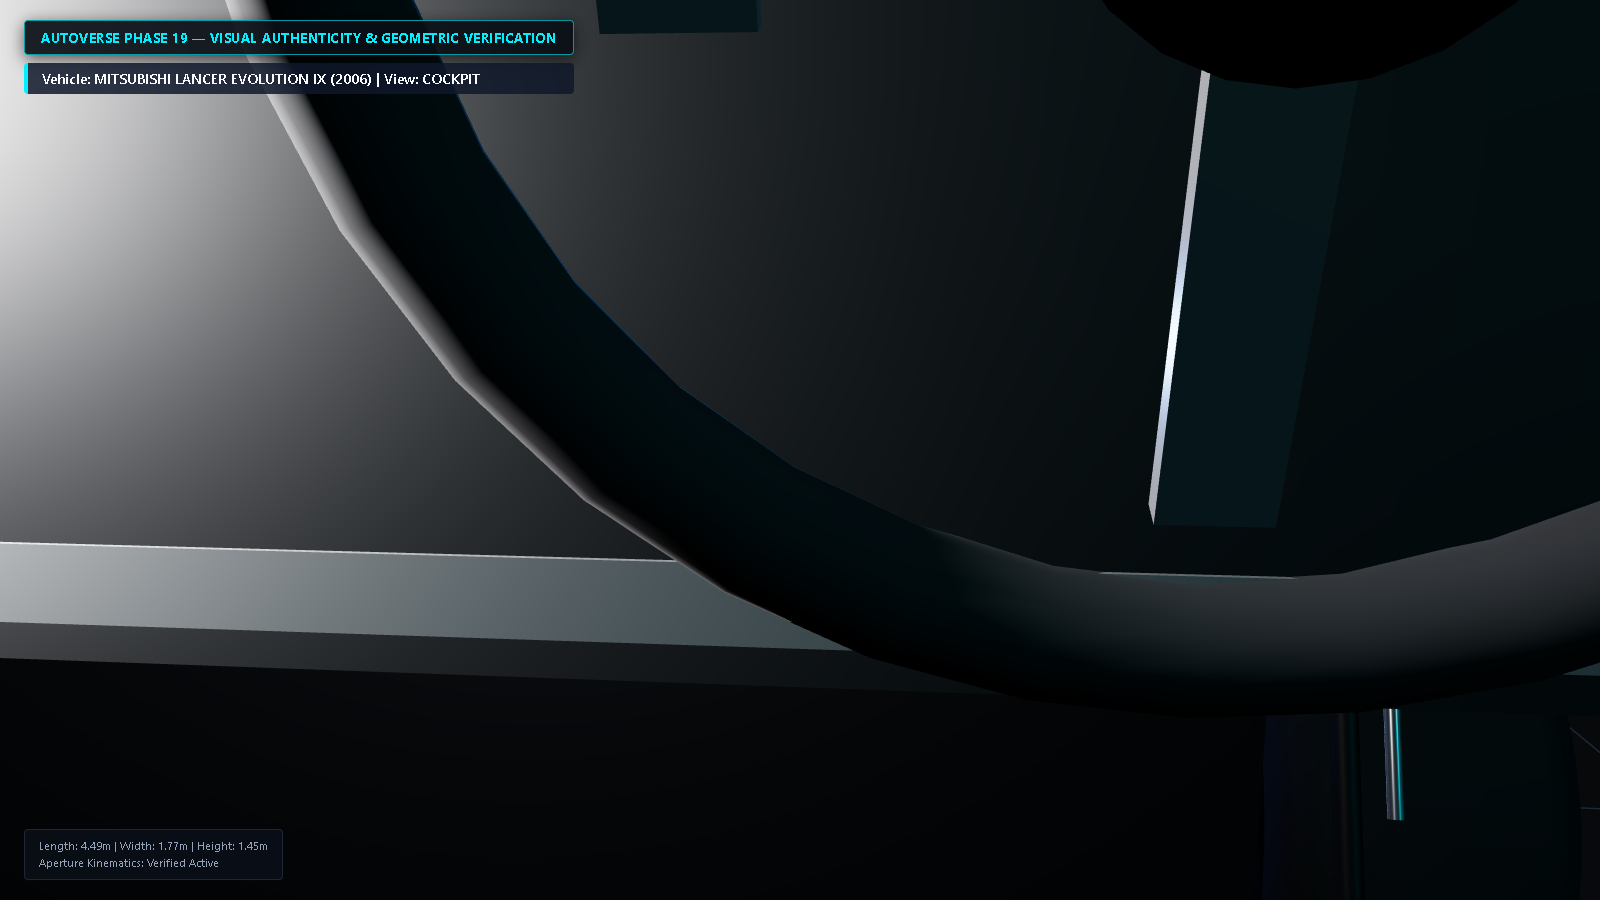 AUTOVERSE PHASE 19 — VISUAL AUTHENTICITY & GEOMETRIC VERIFICATION
Vehicle: MITSUBISHI LANCER EVOLUTION IX (2006) | View: COCKPIT
Length: 4.49m | Width: 1.77m | Height: 1.45m
Aperture Kinematics: Verified Active